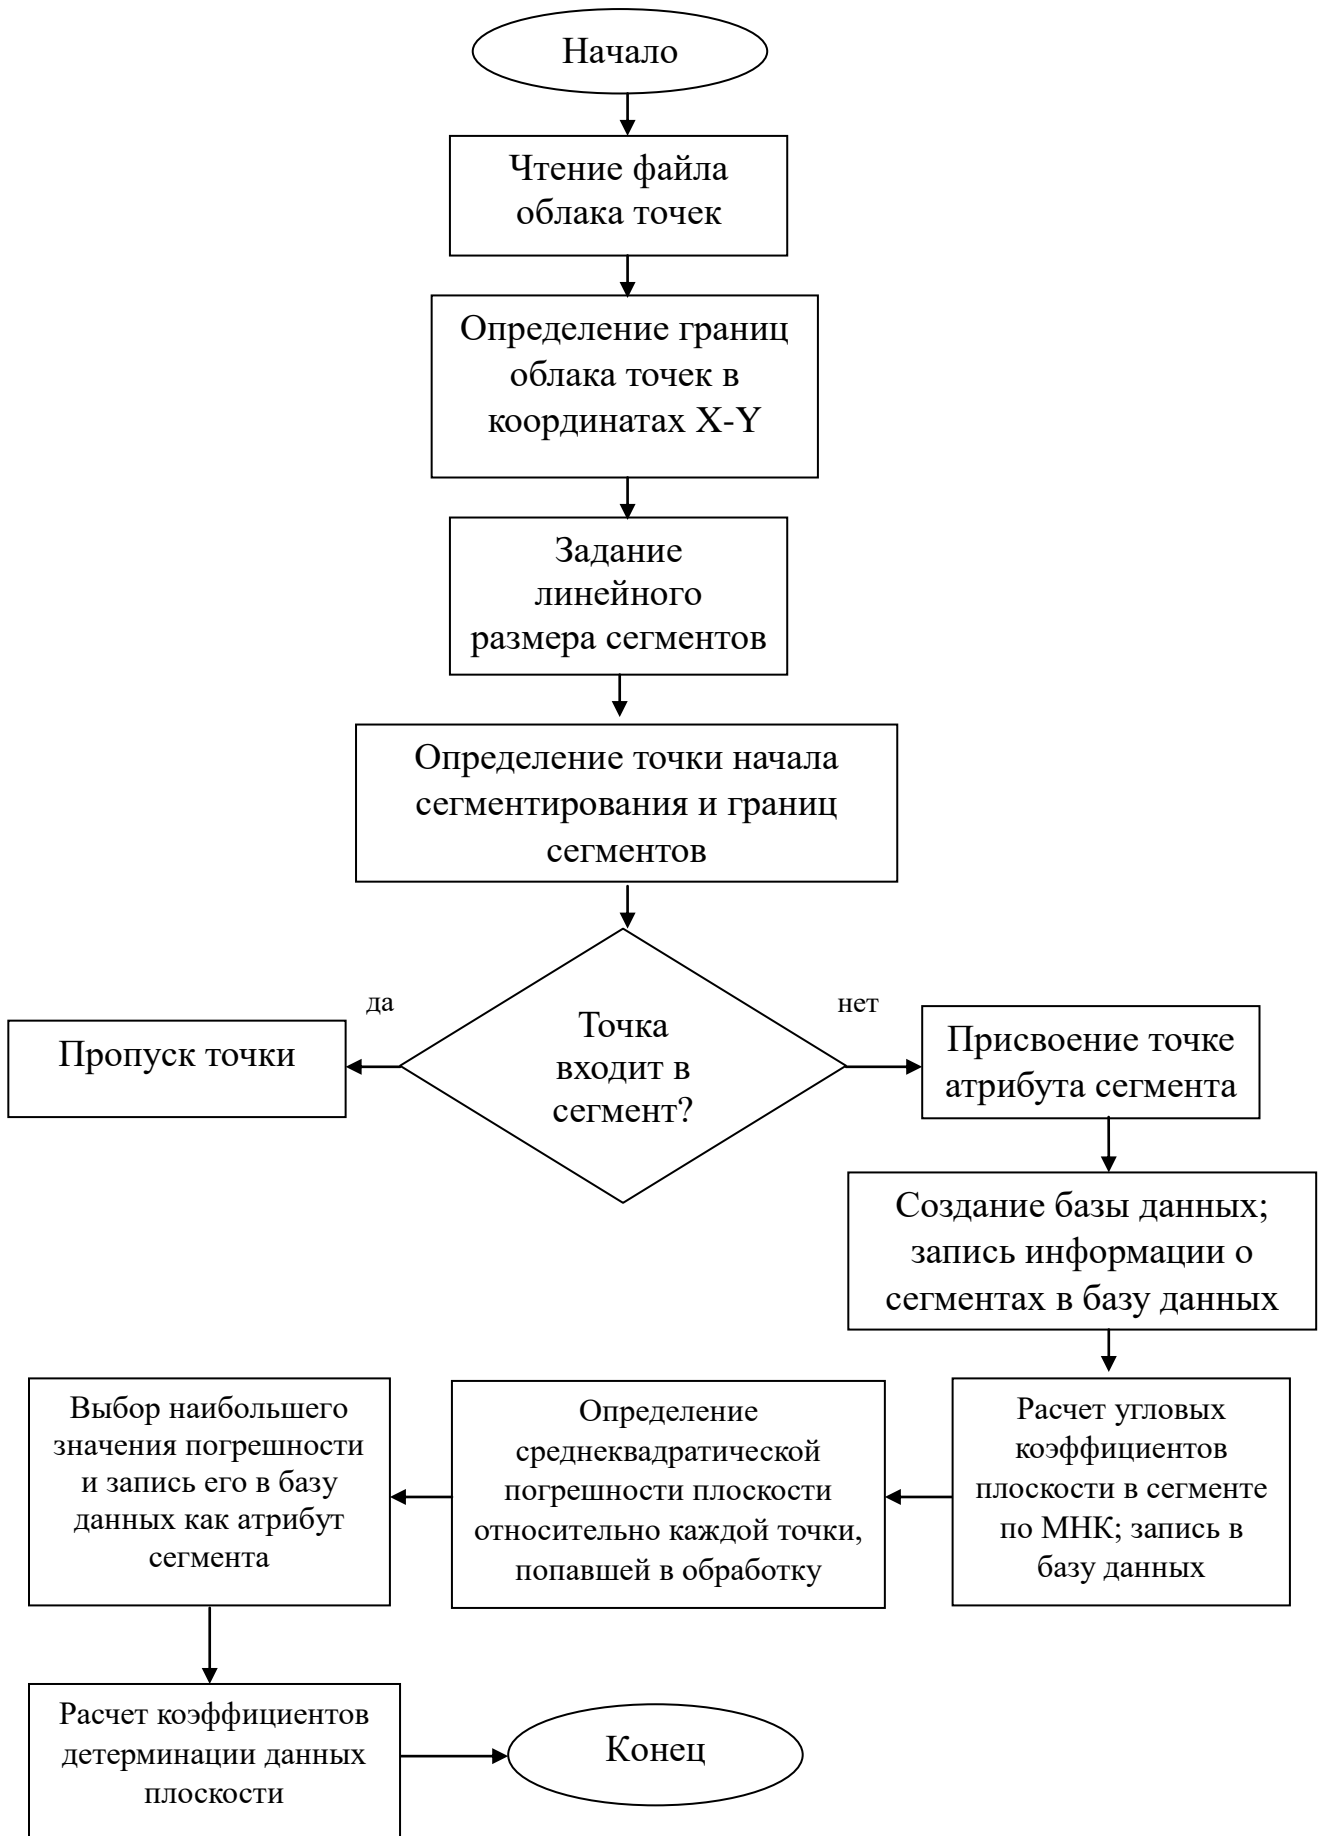 Начало
Чтение файла
облака точек
Определение границ
облака точек в
координатах X-Y
Задание
линейного
размера сегментов
Определение точки начала
сегментирования и границ
сегментов
да
нет
Точка
входит в
сегмент?
Пропуск точки
Присвоение точке
атрибута сегмента
Создание базы данных;
запись информации о
сегментах в базу данных
Расчет угловых
коэффициентов
плоскости в сегменте
по МНК; запись в
базу данных
Определение
среднеквадратической
погрешности плоскости
относительно каждой точки,
попавшей в обработку
Выбор наибольшего
значения погрешности
и запись его в базу
данных как атрибут
сегмента
Расчет коэффициентов
детерминации данных
плоскости
Конец